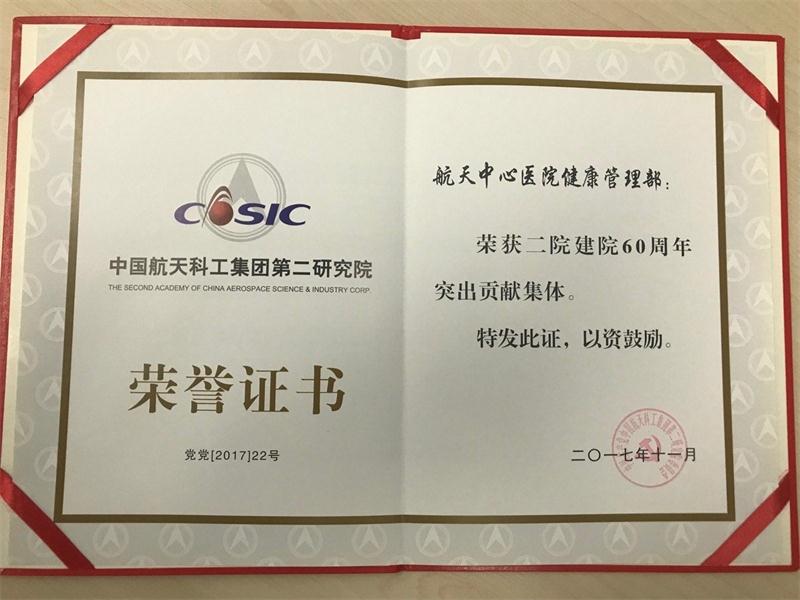 CASIC
中国航天科工集团第二研究院
THE SECOND ACADEMY OF CHINA AEROSPACE SCIENCE & INDUSTRY CORP.
荣誉证书
党党[2017]22号
航天中心医院健康管理部：
荣获二院建院60周年
突出贡献集体。
特发此证，以资鼓励。
二〇一七年十一月